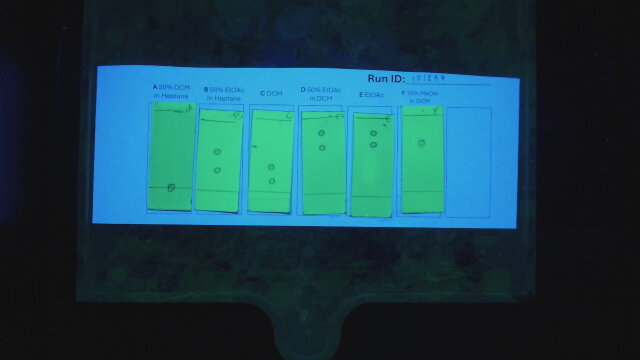 Run ID: 101844
A 50% DCM
in Heptane
B 50% EtOAc
in Heptane
C DCM
D 50% EtOAc
in DCM
E EtOAc
F 10% MeOH
in DCM